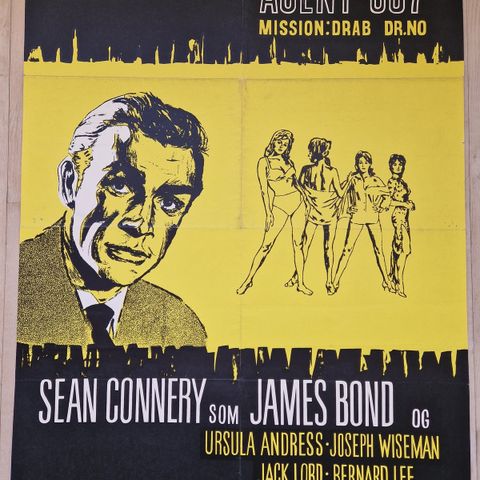 AGENT 007
MISSION:DRAB DR.NO
SEAN CONNERY SOM JAMES BOND OG
URSULA ANDRESS·JOSEPH WISEMAN
JACK LORD·BERNARD LEE